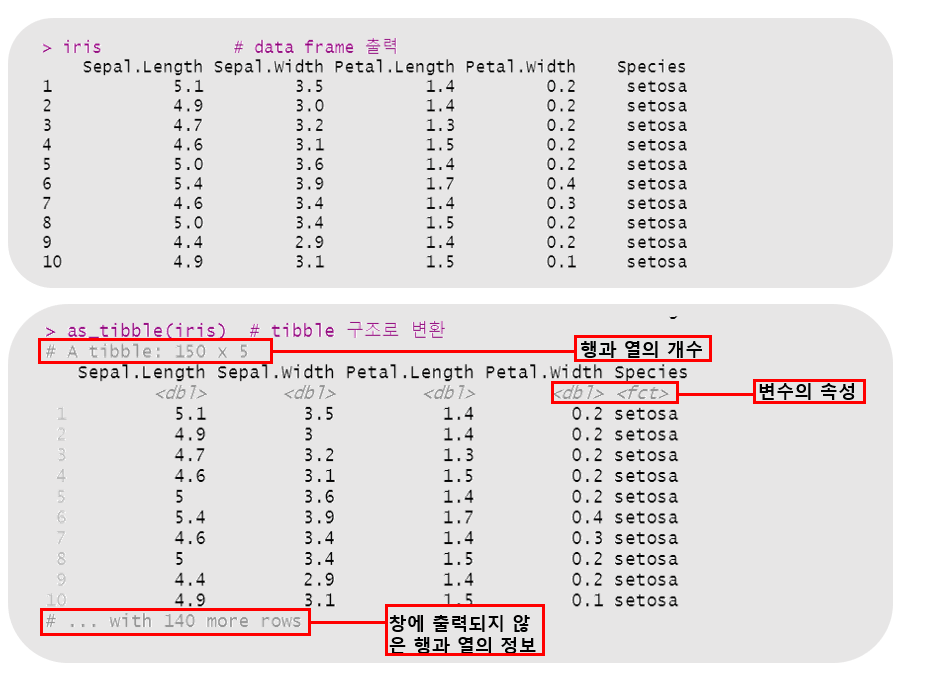 > iris # data frame 출력
Sepal.Length Sepal.Width Petal.Length Petal.Width Species
1 5.1 3.5 1.4 0.2 setosa
2 4.9 3.0 1.4 0.2 setosa
3 4.7 3.2 1.3 0.2 setosa
4 4.6 3.1 1.5 0.2 setosa
5 5.0 3.6 1.4 0.2 setosa
6 5.4 3.9 1.7 0.4 setosa
7 4.6 3.4 1.4 0.3 setosa
8 5.0 3.4 1.5 0.2 setosa
9 4.4 2.9 1.4 0.2 setosa
10 4.9 3.1 1.5 0.1 setosa
> as_tibble(iris) # tibble 구조로 변환
# A tibble: 150 x 5
행과 열의 개수
Sepal.Length Sepal.Width Petal.Length Petal.Width Species
<dbl> <dbl> <dbl> <dbl> <fct>
변수의 속성
1 5.1 3.5 1.4 0.2 setosa
2 4.9 3 1.4 0.2 setosa
3 4.7 3.2 1.3 0.2 setosa
4 4.6 3.1 1.5 0.2 setosa
5 5 3.6 1.4 0.2 setosa
6 5.4 3.9 1.7 0.4 setosa
7 4.6 3.4 1.4 0.3 setosa
8 5 3.4 1.5 0.2 setosa
9 4.4 2.9 1.4 0.2 setosa
10 4.9 3.1 1.5 0.1 setosa
# ... with 140 more rows
창에 출력되지 않
은 행과 열의 정보